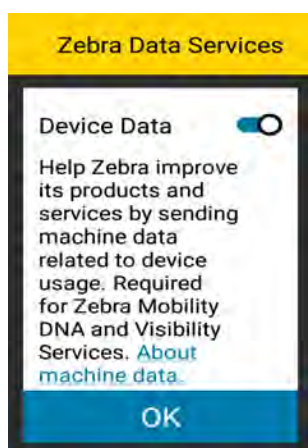 Zebra Data Services
Device Data
Help Zebra improve
its products and
services by sending
machine data
related to device
usage. Required
for Zebra Mobility
DNA and Visibility
Services. About
machine data.
OK